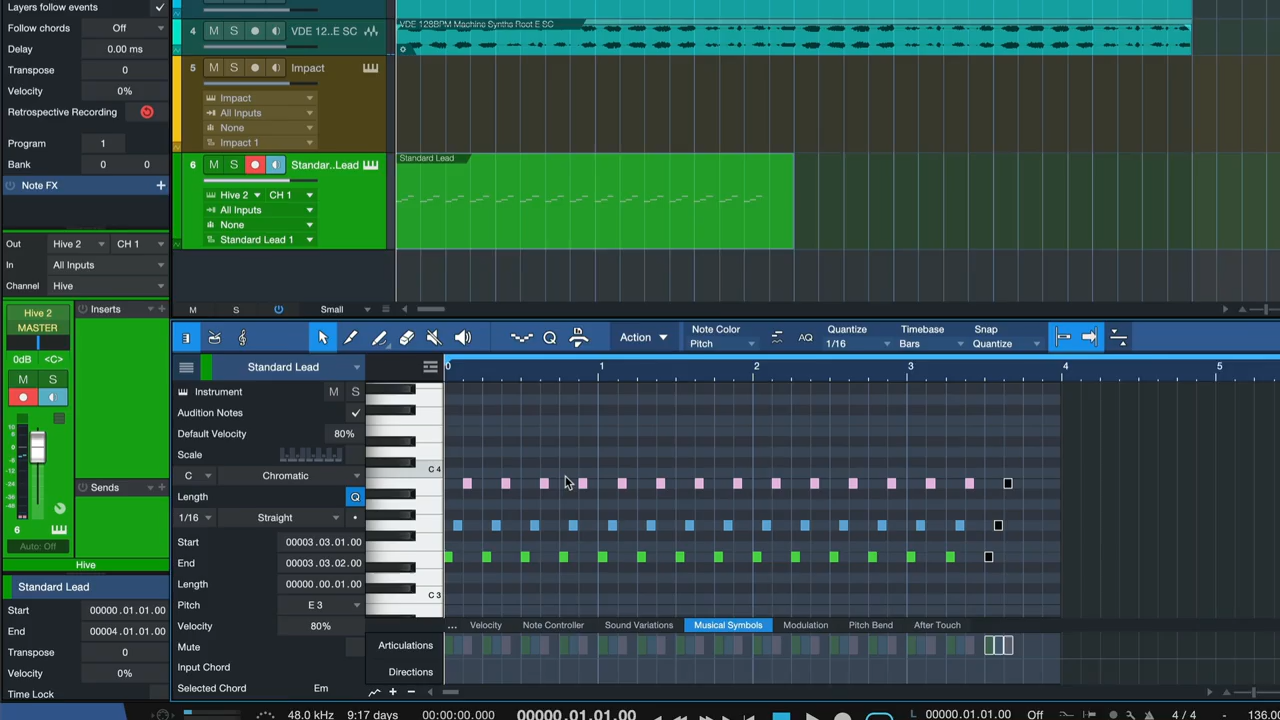 Layers follow events
Follow chords Off
Delay 0.00 ms
Transpose 0
Velocity 0%
Retrospective Recording
Program 1
Bank 0 0
Note FX
Out Hive 2 CH 1
In All Inputs
Channel Hive
Hive 2
MASTER
0dB <C>
M S
10
6
Auto: Off
Hive
Inserts
Sends
Standard Lead
Start 00000.01.01.00
End 00004.01.01.00
Transpose 0
Velocity 0%
Time Lock
4 M S VDE 12..E SC
VDE 128BPM Machine Synths Root E SC
5 M S Impact
Impact
All Inputs
None
Impact 1
6 M S Standar..Lead
Hive 2 CH 1
All Inputs
None
Standard Lead 1
Standard Lead
M S Small
Action
Note Color
Pitch
AQ
Quantize
1/16
Timebase
Bars
Snap
Quantize
Standard Lead
0 1 2 3 4 5
Instrument M S
Audition Notes
Default Velocity 80%
Scale
C Chromatic
Length Q
1/16 Straight
Start 00003.03.01.00
End 00003.03.02.00
Length 00000.00.01.00
Pitch E 3
Velocity 80%
Mute
Input Chord
Selected Chord Em
C 4
C 3
... Velocity Note Controller Sound Variations Musical Symbols Modulation Pitch Bend After Touch
Articulations
Directions
48.0 kHz 9:17 days 00:00:00.000 00000.01.01.00 L 00000.01.01.00 Off 4 / 4 136.00